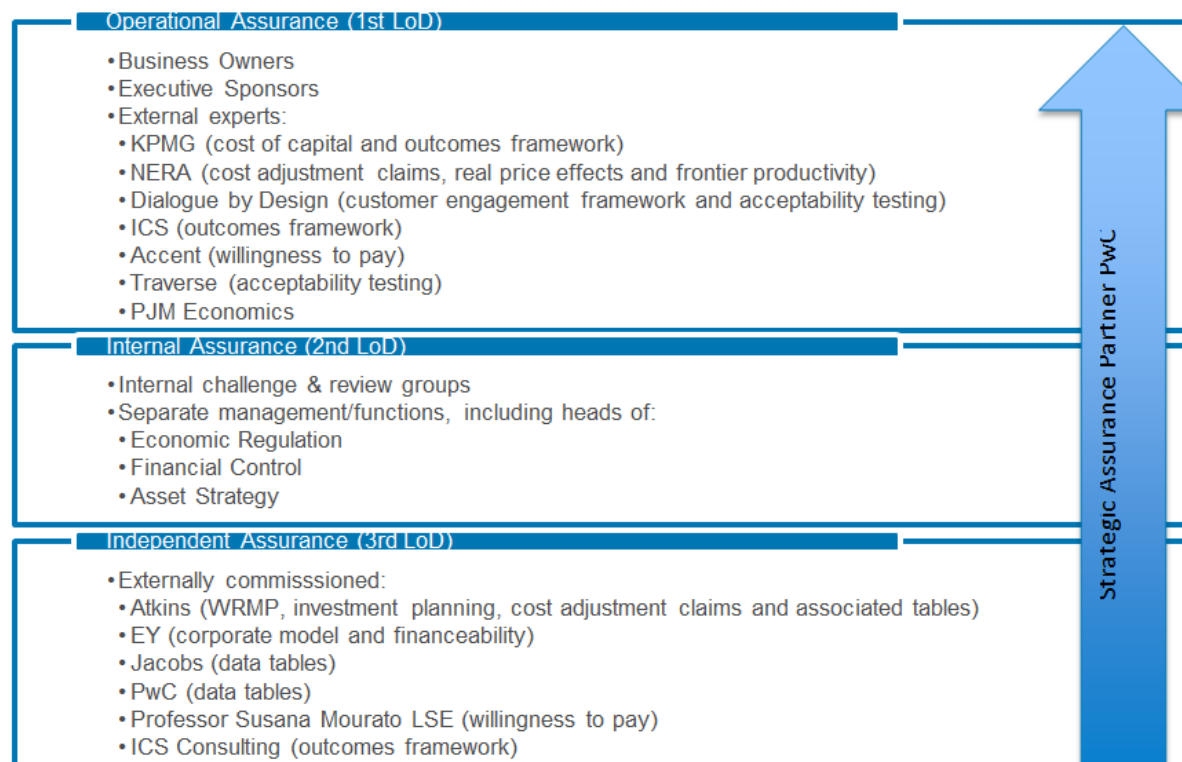 Operational Assurance (1st LoD)
•Business Owners
•Executive Sponsors
•External experts:
•KPMG (cost of capital and outcomes framework)
•NERA (cost adjustment claims, real price effects and frontier productivity)
•Dialogue by Design (customer engagement framework and acceptability testing)
•ICS (outcomes framework)
•Accent (willingness to pay)
•Traverse (acceptability testing)
•PJM Economics
Internal Assurance (2nd LoD)
•Internal challenge & review groups
•Separate management/functions, including heads of:
•Economic Regulation
•Financial Control
•Asset Strategy
Independent Assurance (3rd LoD)
•Externally commisssioned:
•Atkins (WRMP, investment planning, cost adjustment claims and associated tables)
•EY (corporate model and financeability)
•Jacobs (data tables)
•PwC (data tables)
•Professor Susana Mourato LSE (willingness to pay)
•ICS Consulting (outcomes framework)
Strategic Assurance Partner PwC